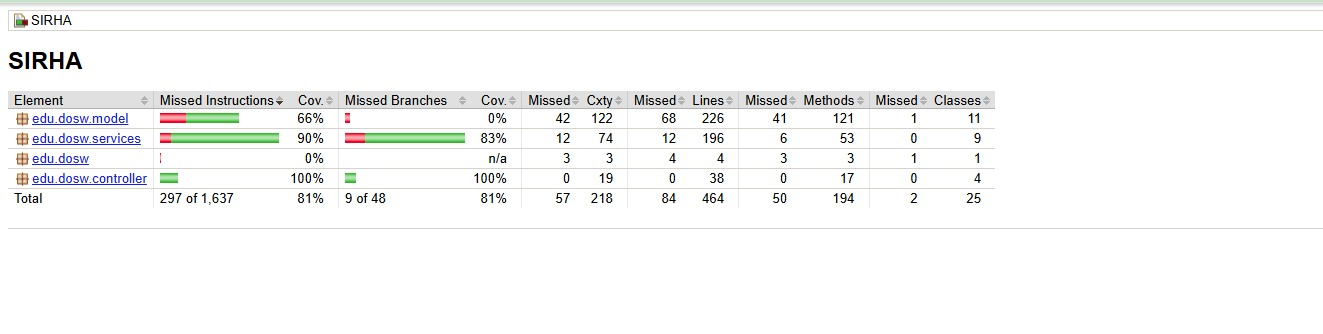 SIRHA
SIRHA
Element Missed Instructions Cov. Missed Branches Cov. Missed Cxty Missed Lines Missed Methods Missed Classes
edu.dosw.model 66% 0% 42 122 68 226 41 121 1 11
edu.dosw.services 90% 83% 12 74 12 196 6 53 0 9
edu.dosw 0% n/a 3 3 4 4 3 3 1 1
edu.dosw.controller 100% 100% 0 19 0 38 0 17 0 4
Total 297 of 1,637 81% 9 of 48 81% 57 218 84 464 50 194 2 25